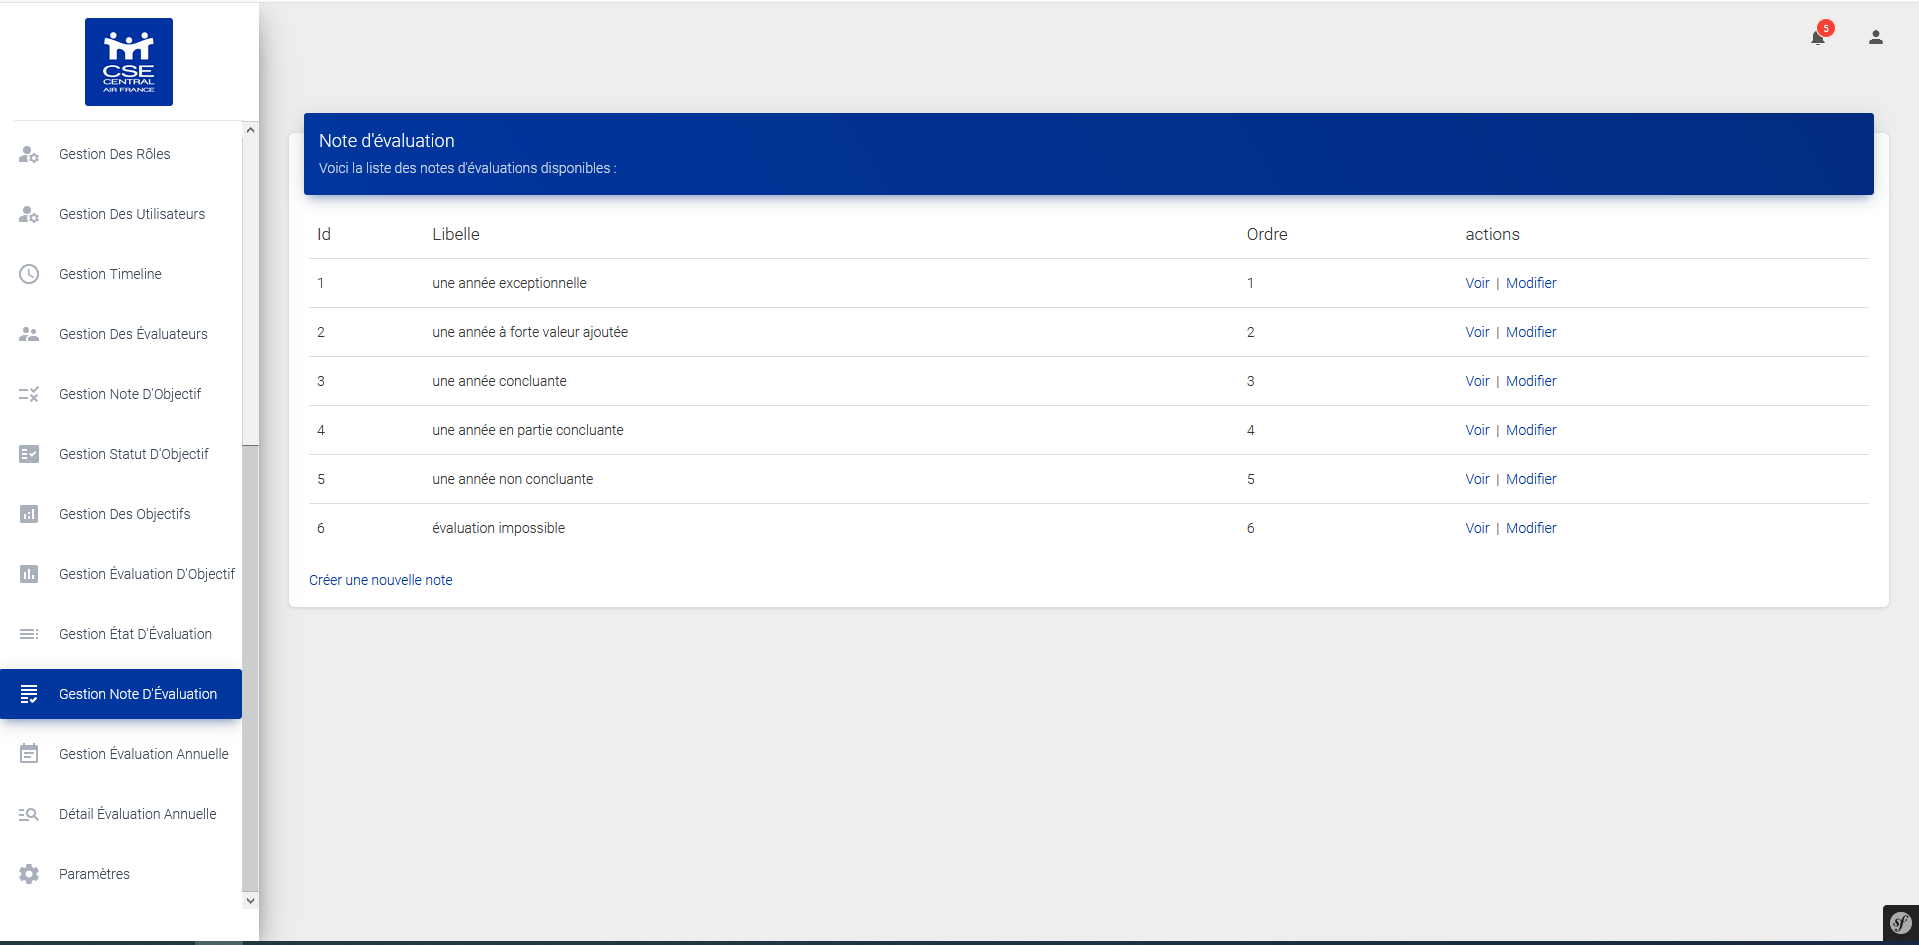 CSE
CENTRAL
AIR FRANCE
5
Gestion Des Rôles
Gestion Des Utilisateurs
Gestion Timeline
Gestion Des Évaluateurs
Gestion Note D'Objectif
Gestion Statut D'Objectif
Gestion Des Objectifs
Gestion Évaluation D'Objectif
Gestion État D'Évaluation
Gestion Note D'Évaluation
Gestion Évaluation Annuelle
Détail Évaluation Annuelle
Paramètres
Note d'évaluation
Voici la liste des notes d'évaluations disponibles :
Id Libelle Ordre actions
1 une année exceptionnelle 1 Voir | Modifier
2 une année à forte valeur ajoutée 2 Voir | Modifier
3 une année concluante 3 Voir | Modifier
4 une année en partie concluante 4 Voir | Modifier
5 une année non concluante 5 Voir | Modifier
6 évaluation impossible 6 Voir | Modifier
Créer une nouvelle note
sf